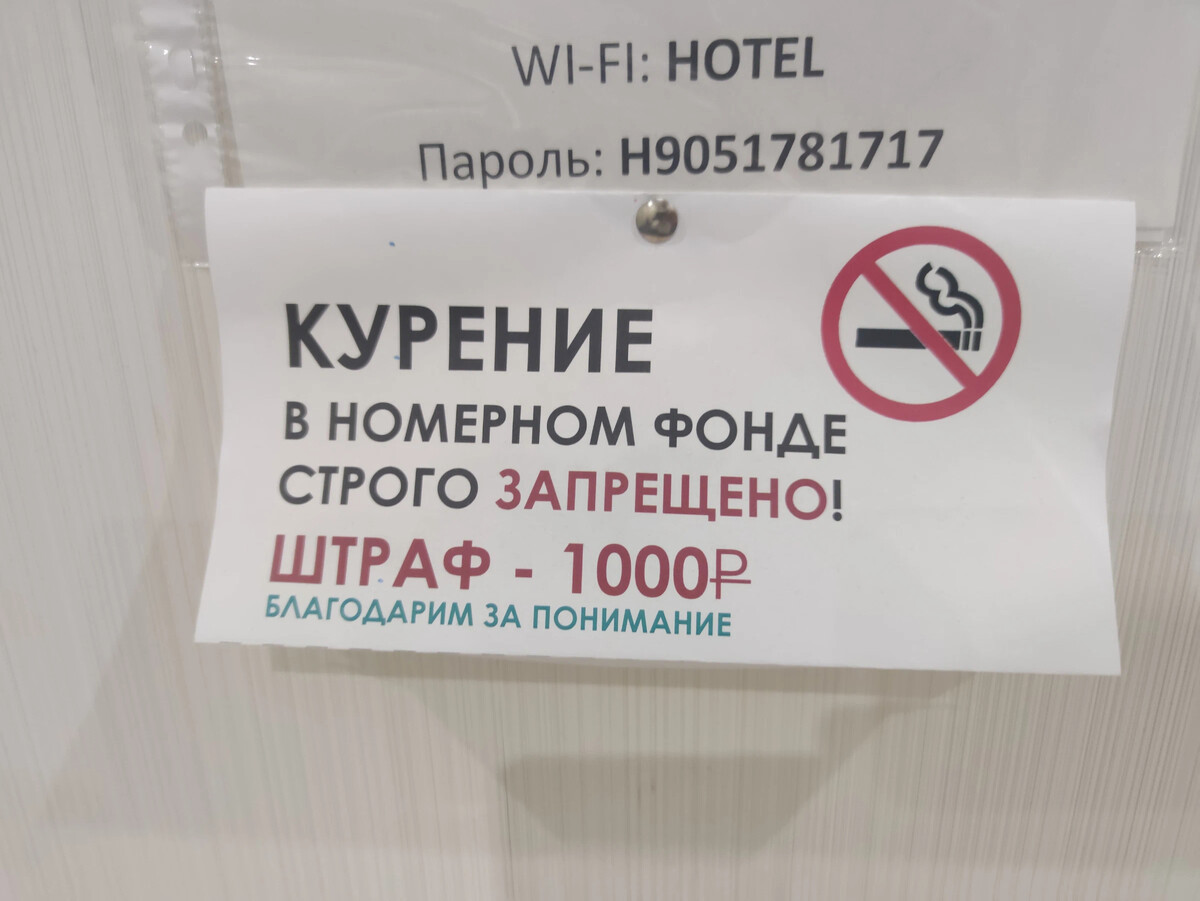 WI-FI: HOTEL
Пароль: H9051781717
КУРЕНИЕ
В НОМЕРНОМ ФОНДЕ
СТРОГО ЗАПРЕЩЕНО!
ШТРАФ - 1000₽
БЛАГОДАРИМ ЗА ПОНИМАНИЕ